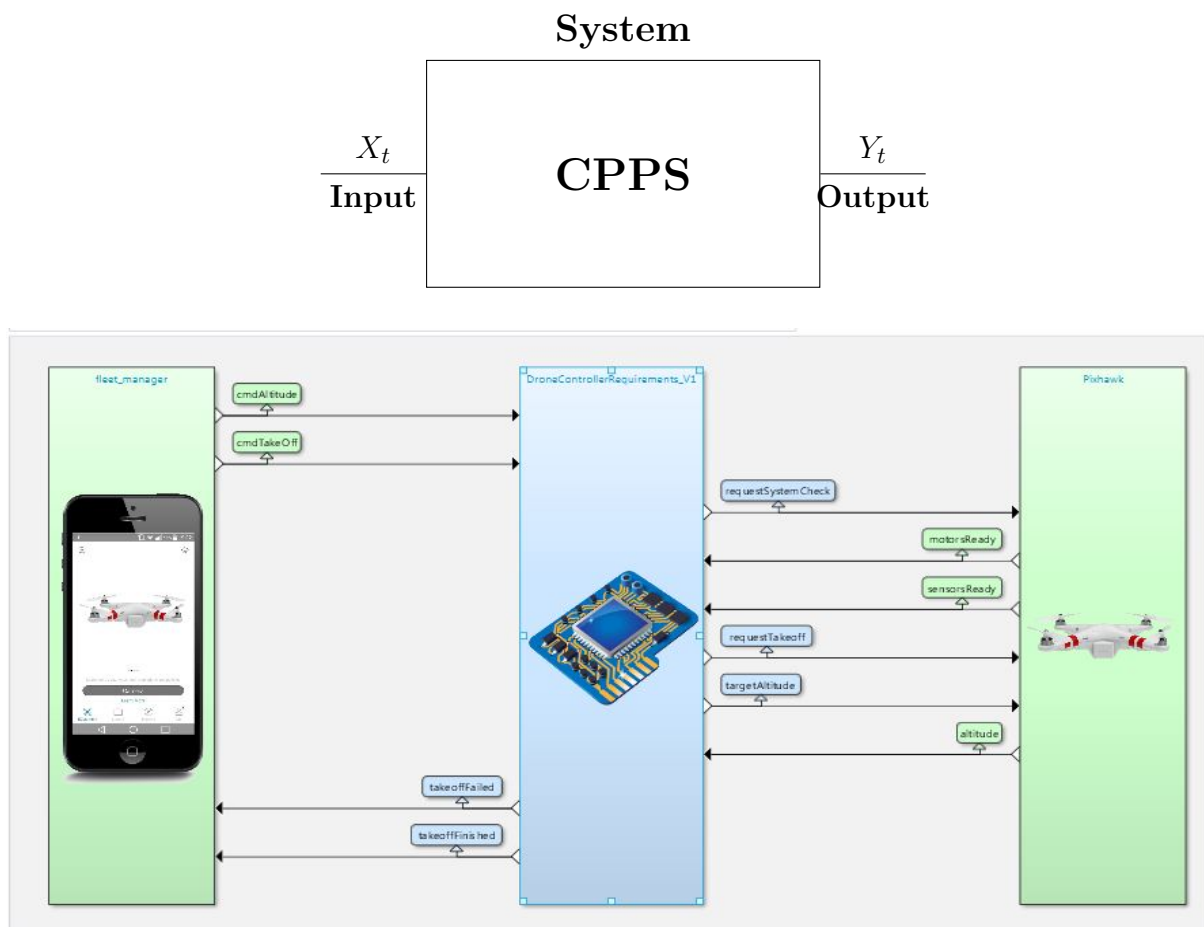 System
X_t
Input
CPPS
Y_t
Output
fleet_manager
DroneControllerRequirements_V1
Pixhawk
cmdAltitude
cmdTakeOff
requestSystemCheck
motorsReady
sensorsReady
requestTakeoff
targetAltitude
altitude
takeoffFailed
takeoffFinished